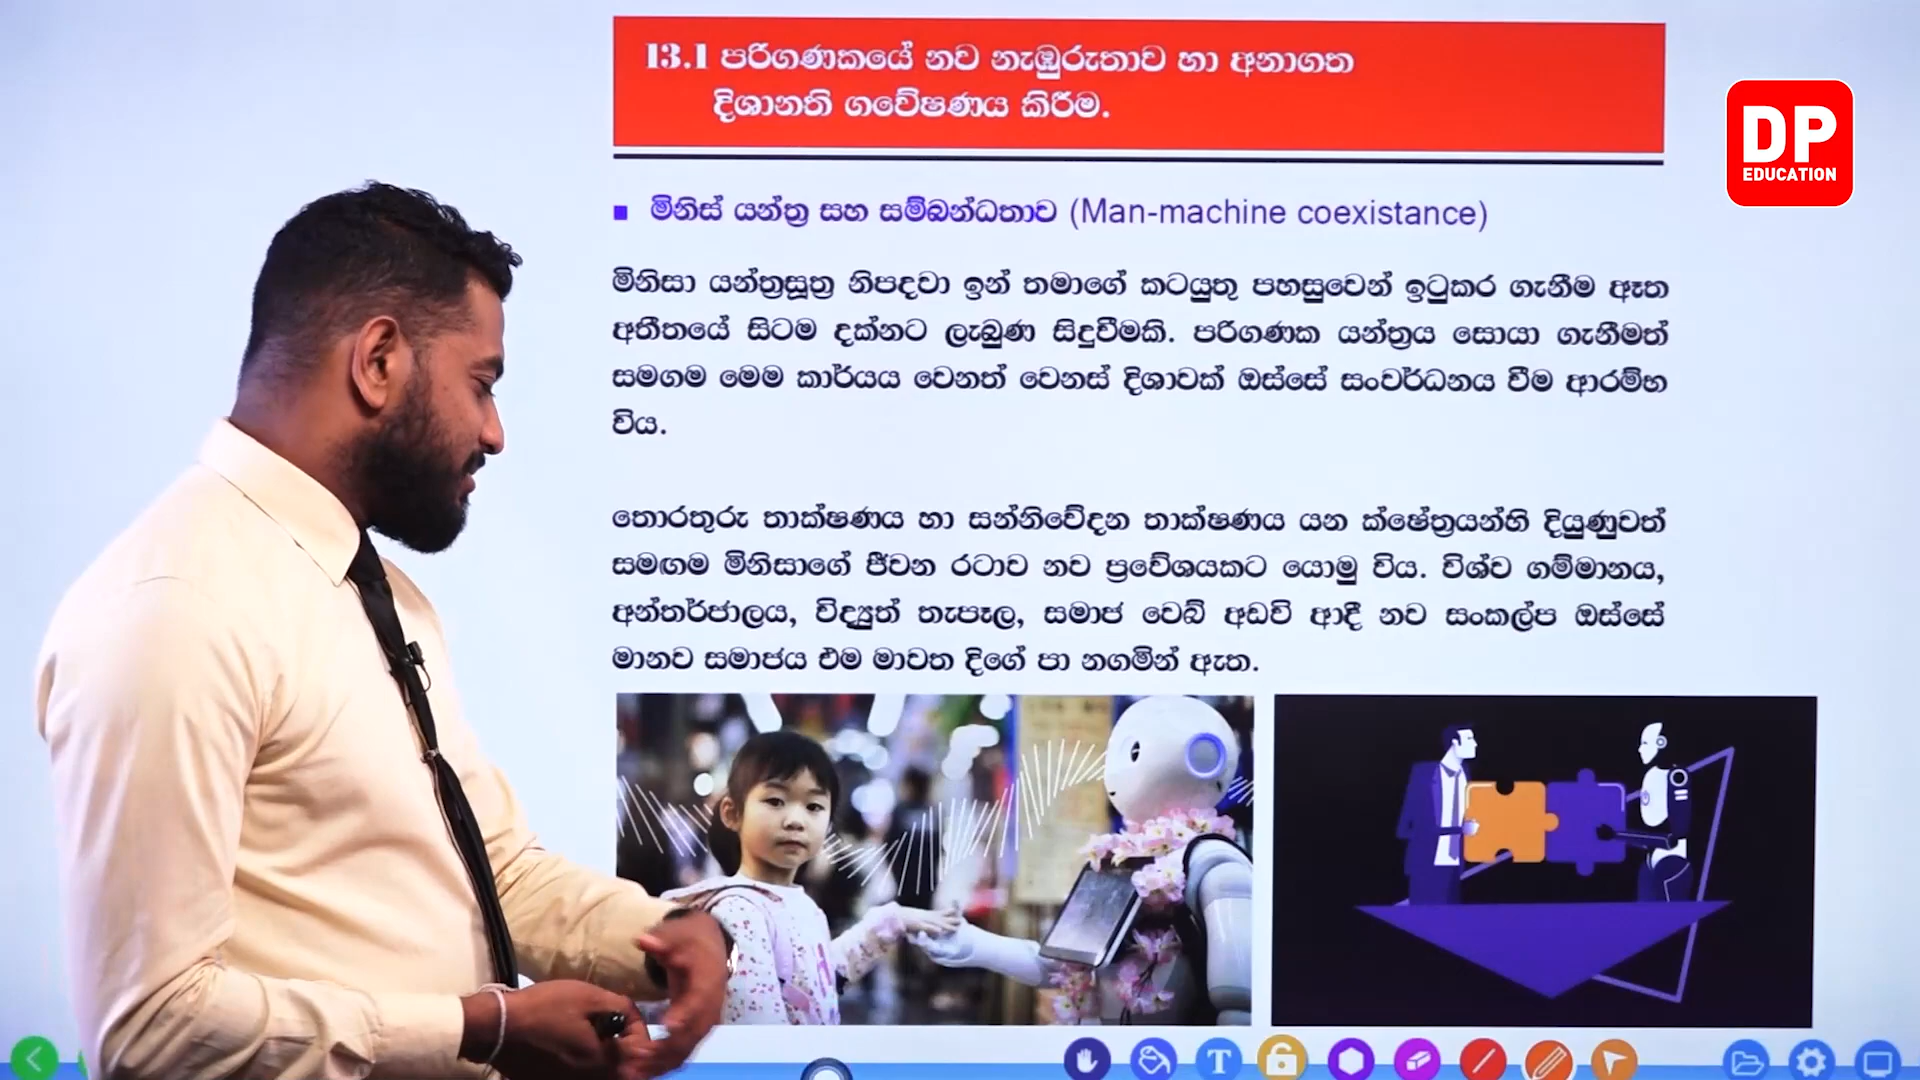 13.1 පරිගණකයේ නව නැඹුරුතාව හා අනාගත
දිශානති ගවේෂණය කිරීම.
DP
EDUCATION
▪ මිනිස් යන්ත්‍ර සහ සම්බන්ධතාව (Man-machine coexistance)
මිනිසා යන්ත්‍රසූත්‍ර නිපදවා ඉන් තමාගේ කටයුතු පහසුවෙන් ඉටුකර ගැනීම ඈත
අතීතයේ සිටම දක්නට ලැබුණ සිදුවීමකි. පරිගණක යන්ත්‍රය සොයා ගැනීමත්
සමගම මෙම කාර්යය වෙනත් වෙනස් දිශාවක් ඔස්සේ සංවර්ධනය වීම ආරම්භ
විය.
තොරතුරු තාක්ෂණය හා සන්නිවේදන තාක්ෂණය යන ක්ෂේත්‍රයන්හි දියුණුවත්
සමඟම මිනිසාගේ ජීවන රටාව නව ප්‍රවේශයකට යොමු විය. විශ්ව ගම්මානය,
අන්තර්ජාලය, විද්‍යුත් තැපෑල, සමාජ වෙබ් අඩවි ආදී නව සංකල්ප ඔස්සේ
මානව සමාජය එම මාවත දිගේ පා නගමින් ඇත.
T